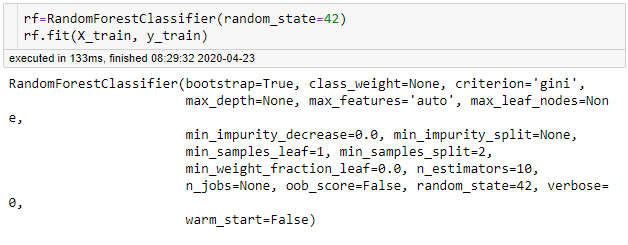 rf=RandomForestClassifier(random_state=42)
rf.fit(X_train, y_train)
executed in 133ms, finished 08:29:32 2020-04-23
RandomForestClassifier(bootstrap=True, class_weight=None, criterion='gini',
max_depth=None, max_features='auto', max_leaf_nodes=Non
e,
min_impurity_decrease=0.0, min_impurity_split=None,
min_samples_leaf=1, min_samples_split=2,
min_weight_fraction_leaf=0.0, n_estimators=10,
n_jobs=None, oob_score=False, random_state=42, verbose=
0,
warm_start=False)